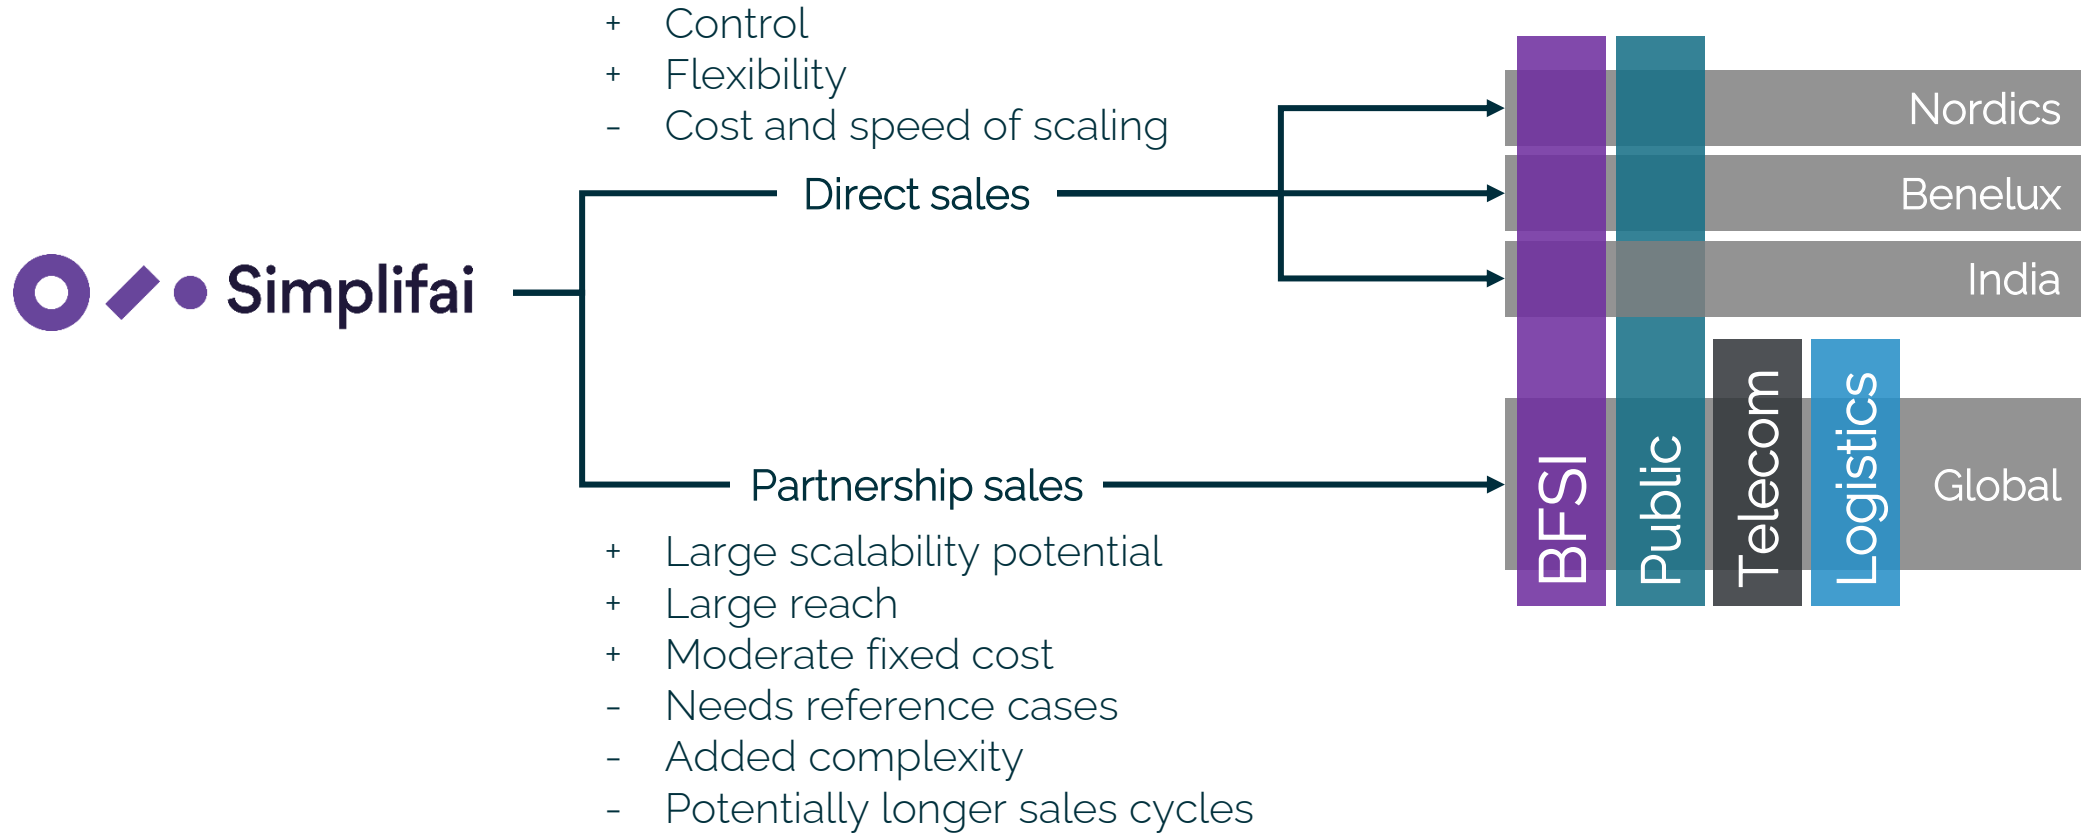 + Control
+ Flexibility
- Cost and speed of scaling
Direct sales
Simplifai
Partnership sales
+ Large scalability potential
+ Large reach
+ Moderate fixed cost
- Needs reference cases
- Added complexity
- Potentially longer sales cycles
Nordics
Benelux
India
Global
BFSI
Public
Telecom
Logistics